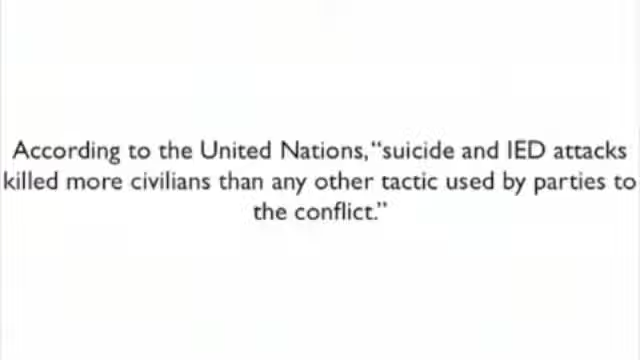 According to the United Nations, “suicide and IED attacks
killed more civilians than any other tactic used by parties to
the conflict.”